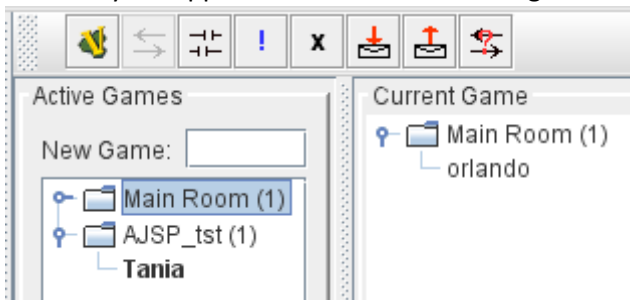 Active Games
New Game:
Main Room (1)
AJSP_tst (1)
Tania
Current Game
Main Room (1)
orlando